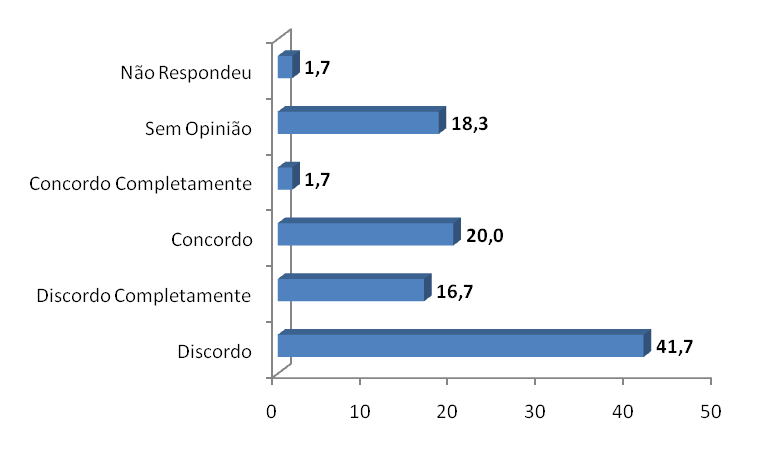 Não Respondeu 1,7
Sem Opinião 18,3
Concordo Completamente 1,7
Concordo 20,0
Discordo Completamente 16,7
Discordo 41,7
0 10 20 30 40 50